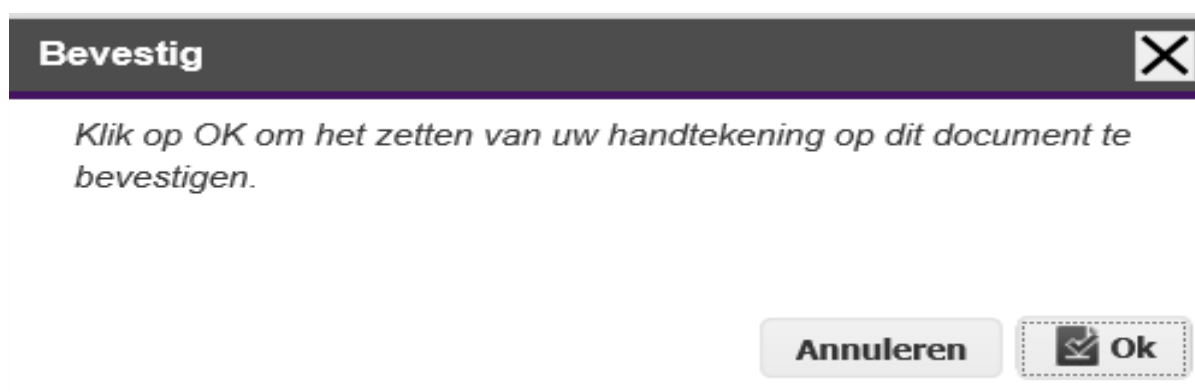 Bevestig
Klik op OK om het zetten van uw handtekening op dit document te
bevestigen.
Annuleren
Ok